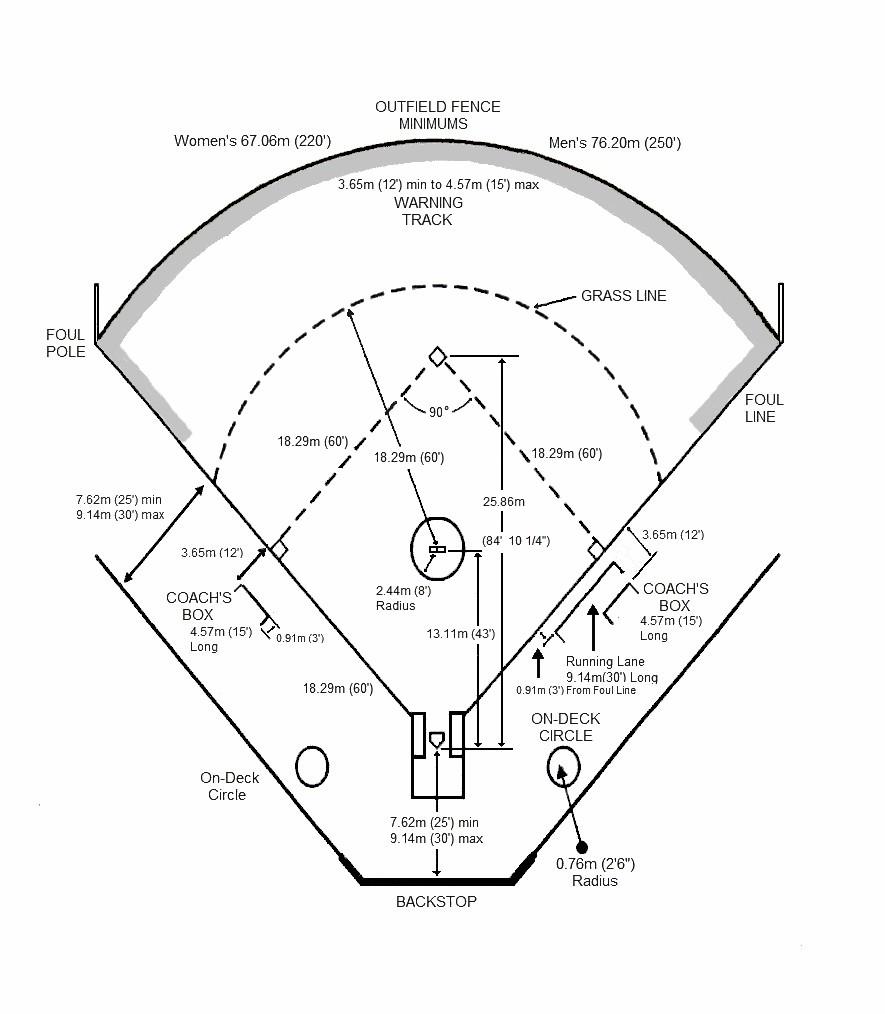 OUTFIELD FENCE
MINIMUMS
Women's 67.06m (220')
Men's 76.20m (250')
3.65m (12') min to 4.57m (15') max
WARNING
TRACK
GRASS LINE
FOUL
POLE
FOUL
LINE
90°
18.29m (60')
18.29m (60')
18.29m (60')
7.62m (25') min
9.14m (30') max
25.86m
(84' 10 1/4")
3.65m (12')
3.65m (12')
COACH'S
BOX
4.57m (15')
Long
0.91m (3')
2.44m (8')
Radius
COACH'S
BOX
4.57m (15')
Long
13.11m (43')
Running Lane
9.14m(30') Long
0.91m (3') From Foul Line
18.29m (60')
ON-DECK
CIRCLE
On-Deck
Circle
7.62m (25') min
9.14m (30') max
0.76m (2'6")
Radius
BACKSTOP